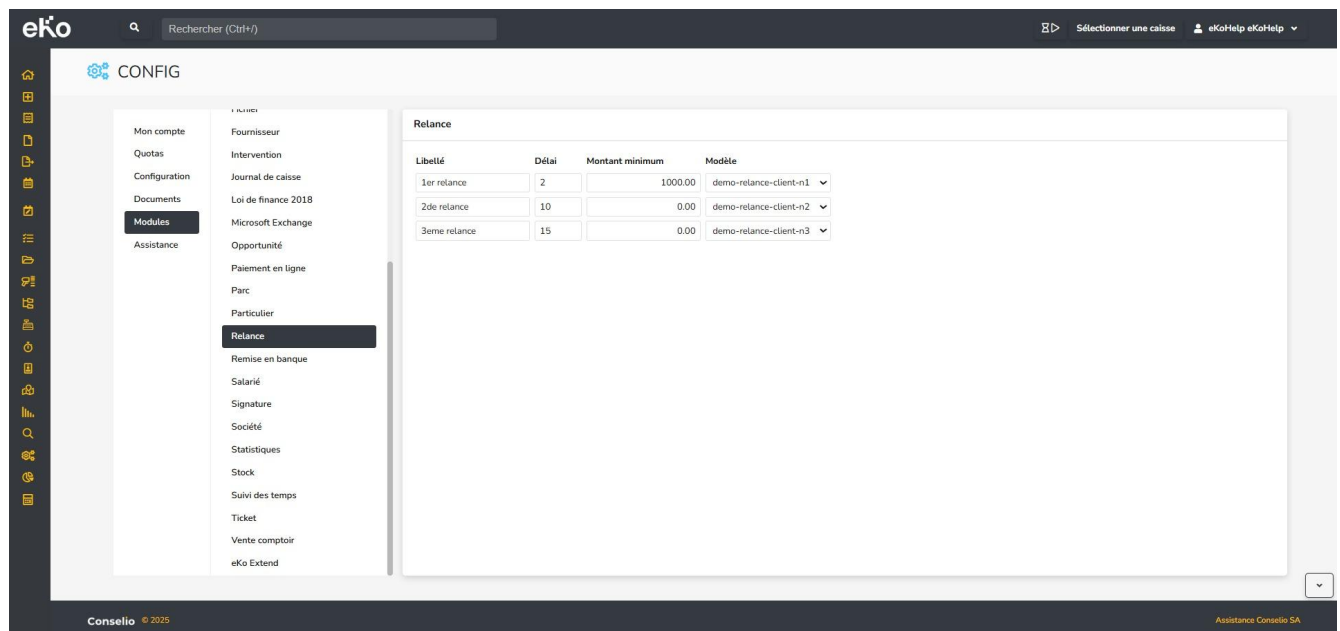 eKo
Rechercher (Ctrl+/)
Sélectionner une caisse
eKoHelp eKoHelp
CONFIG
Mon compte
Quotas
Configuration
Documents
Modules
Assistance
Fichier
Fournisseur
Intervention
Journal de caisse
Loi de finance 2018
Microsoft Exchange
Opportunité
Paiement en ligne
Parc
Particulier
Relance
Remise en banque
Salarié
Signature
Société
Statistiques
Stock
Suivi des temps
Ticket
Vente comptoir
eKo Extend
Relance
Libellé Délai Montant minimum Modèle
1er relance 2 1000.00 demo-relance-client-n1
2de relance 10 0.00 demo-relance-client-n2
3eme relance 15 0.00 demo-relance-client-n3
Conselio © 2025
Assistance Conselio SA